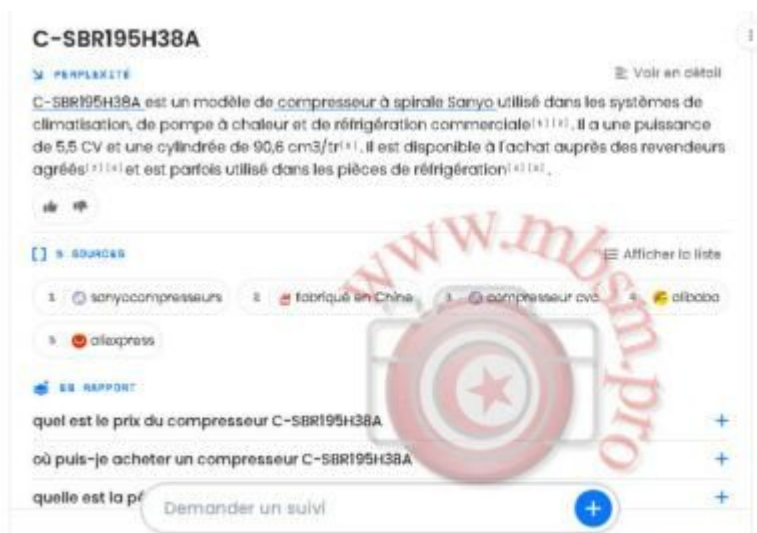 C-SBR195H38A
PERPLEXITÉ
Voir en détail
C-SBR195H38A est un modèle de compresseur à spirale Sanyo utilisé dans les systèmes de
climatisation, de pompe à chaleur et de réfrigération commerciale. Il a une puissance
de 5,5 CV et une cylindrée de 90,6 cm3/tr. Il est disponible à l'achat auprès des revendeurs
agréés et est parfois utilisé dans les pièces de réfrigération.
5 SOURCES
Afficher la liste
1 sanyocompresseurs 2 fabriqué en Chine 3 compresseur cvc 4 alibaba
5 aliexpress
EN RAPPORT
quel est le prix du compresseur C-SBR195H38A
où puis-je acheter un compresseur C-SBR195H38A
quelle est la
Demander un suivi
www.mbsm.pro